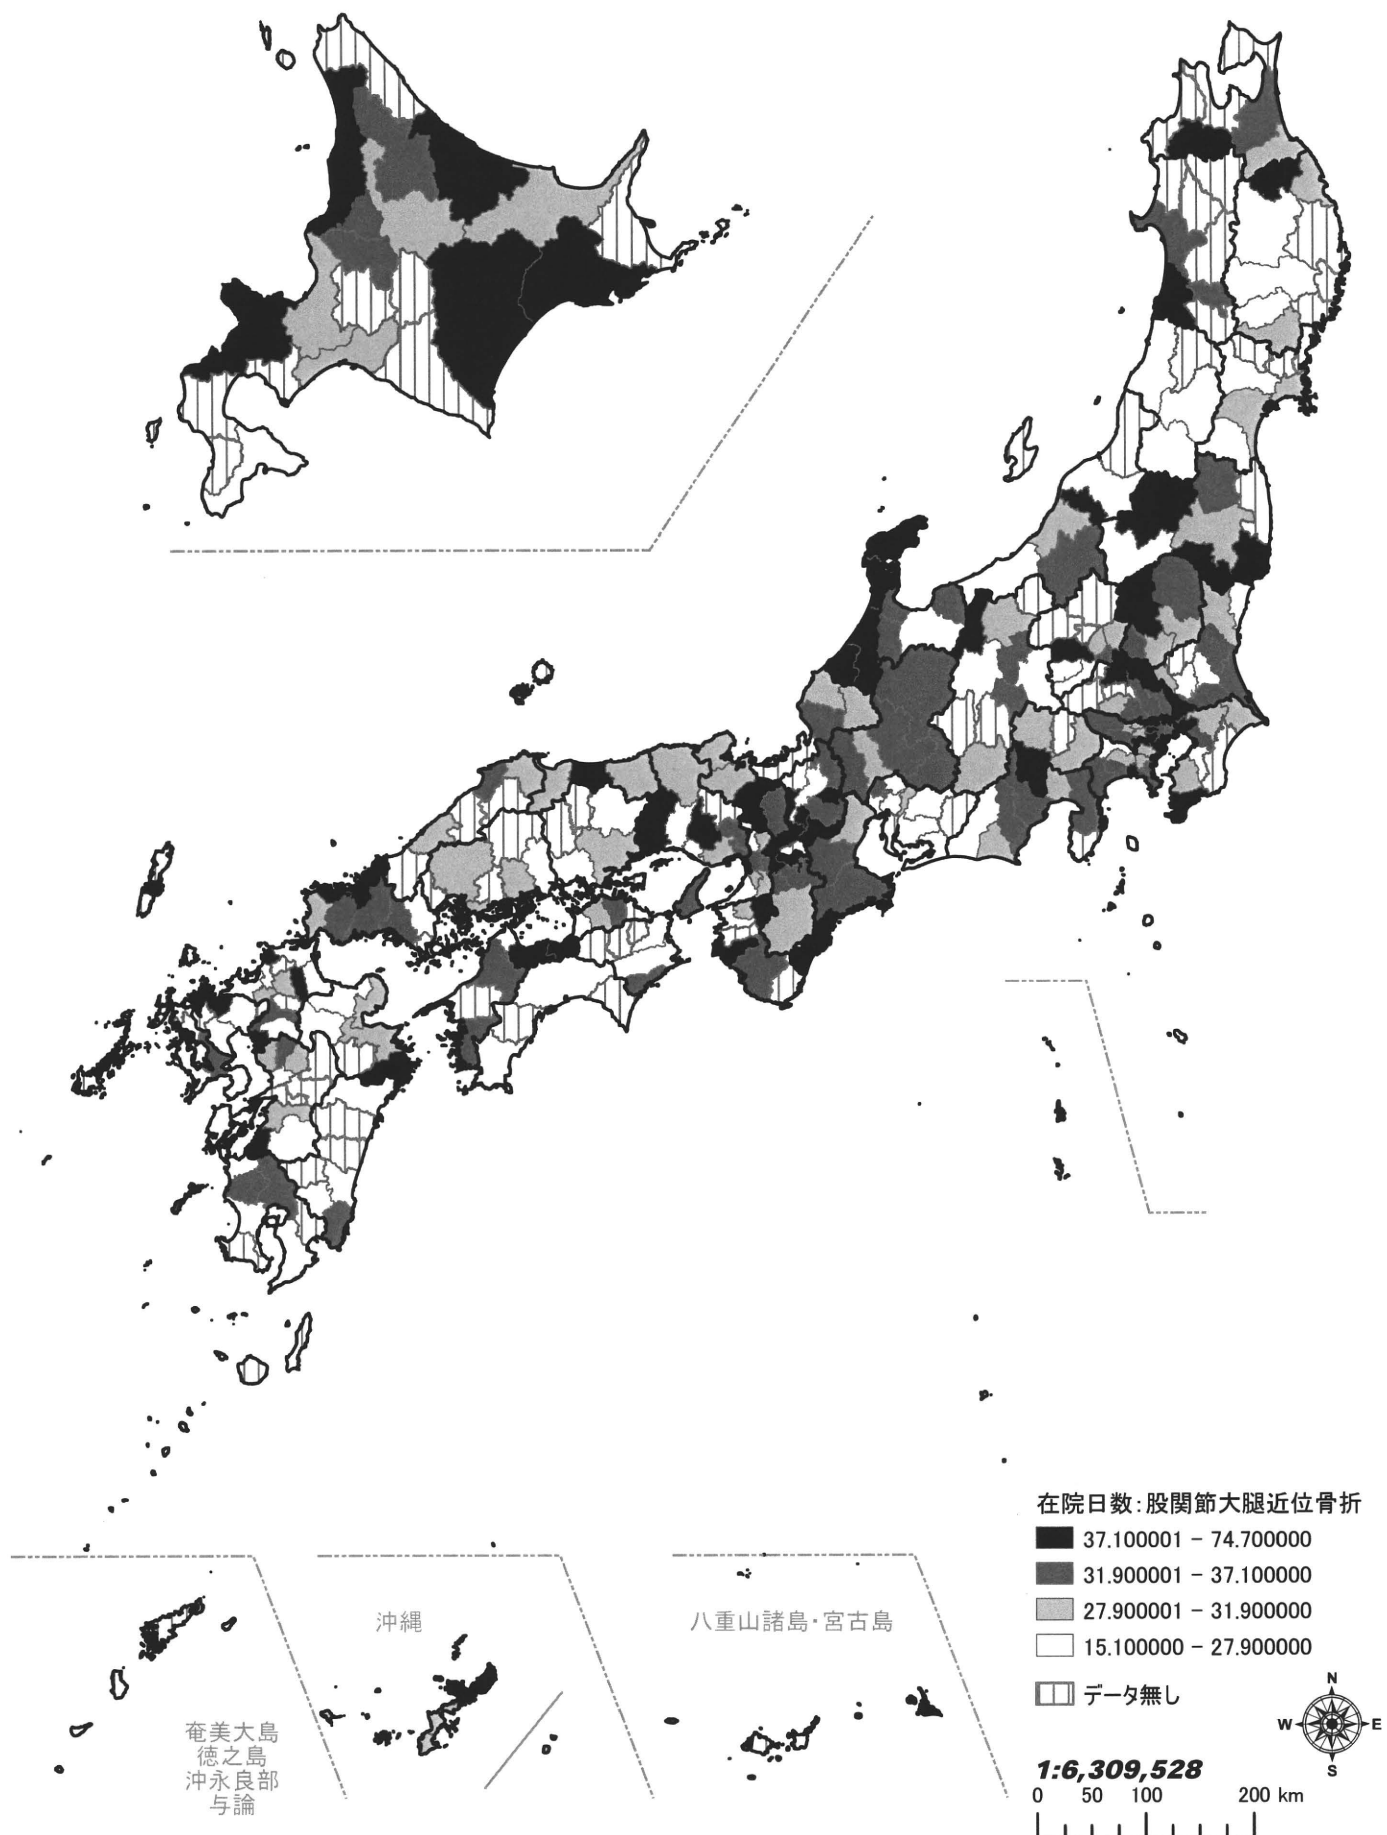 在院日数:股関節大腿近位骨折
37.100001 - 74.700000
31.900001 - 37.100000
27.900001 - 31.900000
15.100000 - 27.900000
データ無し
沖縄
八重山諸島・宮古島
奄美大島
徳之島
沖永良部
与論
N
W E
S
1:6,309,528
0 50 100 200 km